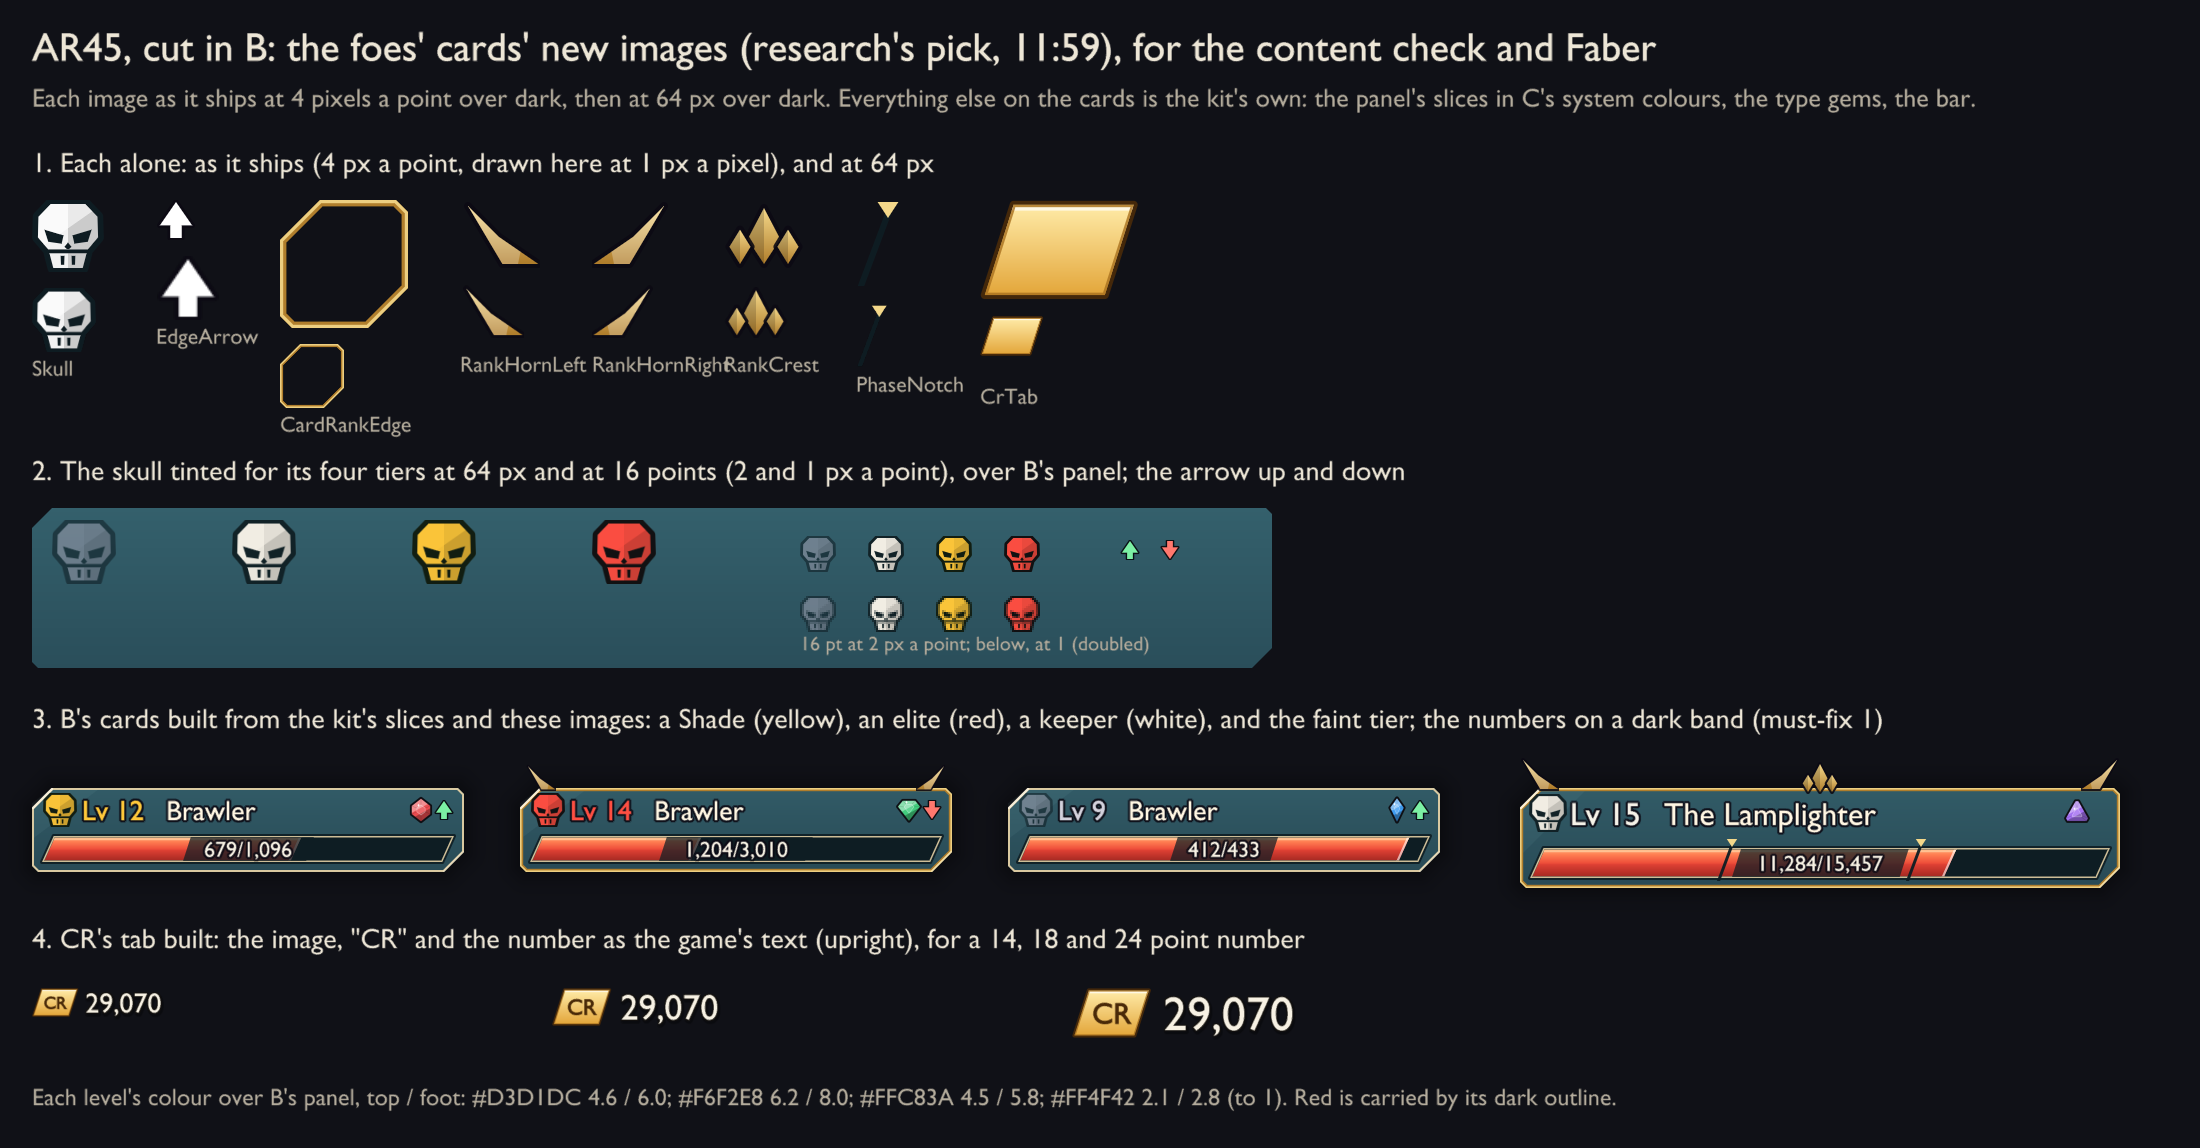 AR45, cut in B: the foes' cards' new images (research's pick, 11:59), for the content check and Faber
Each image as it ships at 4 pixels a point over dark, then at 64 px over dark. Everything else on the cards is the kit's own: the panel's slices in C's system colours, the type gems, the bar.
1. Each alone: as it ships (4 px a point, drawn here at 1 px a pixel), and at 64 px
Skull
EdgeArrow
CardRankEdge
RankHornLeft
RankHornRight
RankCrest
PhaseNotch
CrTab
2. The skull tinted for its four tiers at 64 px and at 16 points (2 and 1 px a point), over B's panel; the arrow up and down
16 pt at 2 px a point; below, at 1 (doubled)
3. B's cards built from the kit's slices and these images: a Shade (yellow), an elite (red), a keeper (white), and the faint tier; the numbers on a dark band (must-fix 1)
Lv 12 Brawler
679/1,096
Lv 14 Brawler
1,204/3,010
Lv 9 Brawler
412/433
Lv 15 The Lamplighter
11,284/15,457
4. CR's tab built: the image, "CR" and the number as the game's text (upright), for a 14, 18 and 24 point number
CR 29,070
CR 29,070
CR 29,070
Each level's colour over B's panel, top / foot: #D3D1DC 4.6 / 6.0; #F6F2E8 6.2 / 8.0; #FFC83A 4.5 / 5.8; #FF4F42 2.1 / 2.8 (to 1). Red is carried by its dark outline.